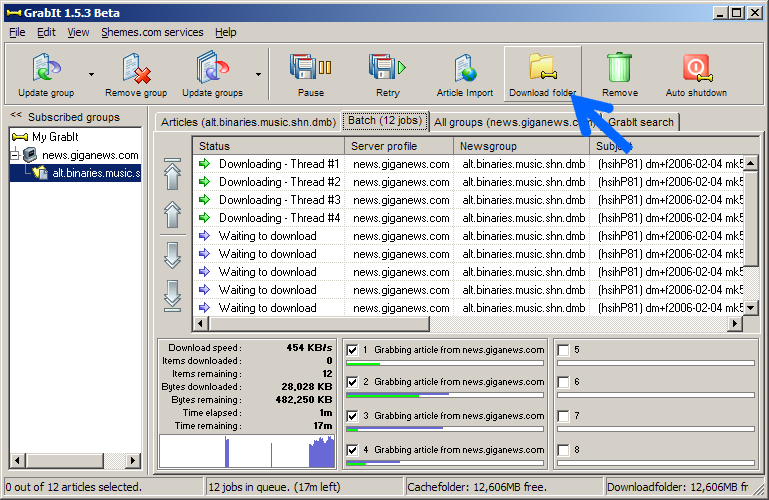 GrabIt 1.5.3 Beta
File Edit View Shemes.com services Help
Update group Remove group Update groups Pause Retry Article Import Download folder Remove Auto shutdown
<< Subscribed groups
My GrabIt
news.giganews.com
alt.binaries.music.s
Articles (alt.binaries.music.shn.dmb) Batch (12 jobs) All groups (news.giganews.co GrabIt search
Status Server profile Newsgroup Subje
Downloading - Thread #1 news.giganews.com alt.binaries.music.shn.dmb (hsihP81) dm+f2006-02-04 mk5
Downloading - Thread #2 news.giganews.com alt.binaries.music.shn.dmb (hsihP81) dm+f2006-02-04 mk5
Downloading - Thread #3 news.giganews.com alt.binaries.music.shn.dmb (hsihP81) dm+f2006-02-04 mk5
Downloading - Thread #4 news.giganews.com alt.binaries.music.shn.dmb (hsihP81) dm+f2006-02-04 mk5
Waiting to download news.giganews.com alt.binaries.music.shn.dmb (hsihP81) dm+f2006-02-04 mk5
Waiting to download news.giganews.com alt.binaries.music.shn.dmb (hsihP81) dm+f2006-02-04 mk5
Waiting to download news.giganews.com alt.binaries.music.shn.dmb (hsihP81) dm+f2006-02-04 mk5
Waiting to download news.giganews.com alt.binaries.music.shn.dmb (hsihP81) dm+f2006-02-04 mk5
Waiting to download news.giganews.com alt.binaries.music.shn.dmb (hsihP81) dm+f2006-02-04 mk5
Download speed: 454 KB/s
Items downloaded: 0
Items remaining: 12
Bytes downloaded: 28,028 KB
Bytes remaining: 482,250 KB
Time elapsed: 1m
Time remaining: 17m
1 Grabbing article from news.giganews.com
2 Grabbing article from news.giganews.com
3 Grabbing article from news.giganews.com
4 Grabbing article from news.giganews.com
5
6
7
8
0 out of 12 articles selected. 12 jobs in queue. (17m left) Cachefolder: 12,606MB free. Downloadfolder: 12,606MB